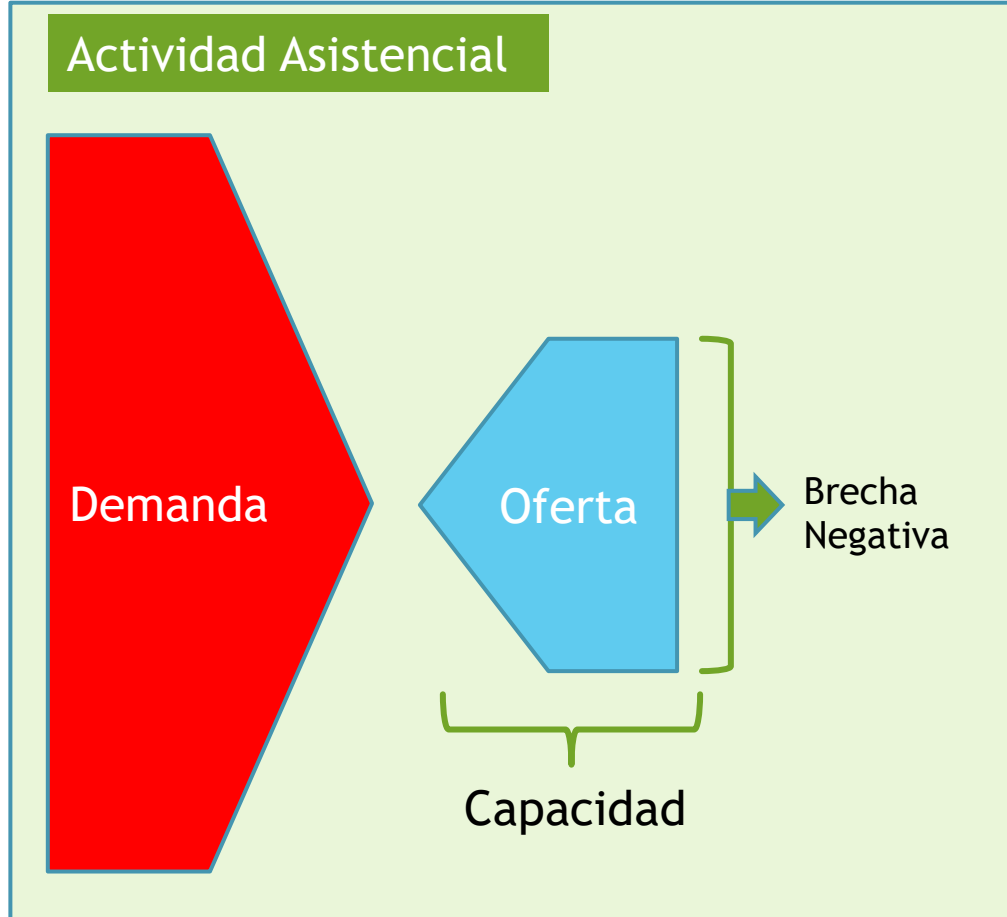 Actividad Asistencial
Demanda
Oferta
Brecha
Negativa
Capacidad